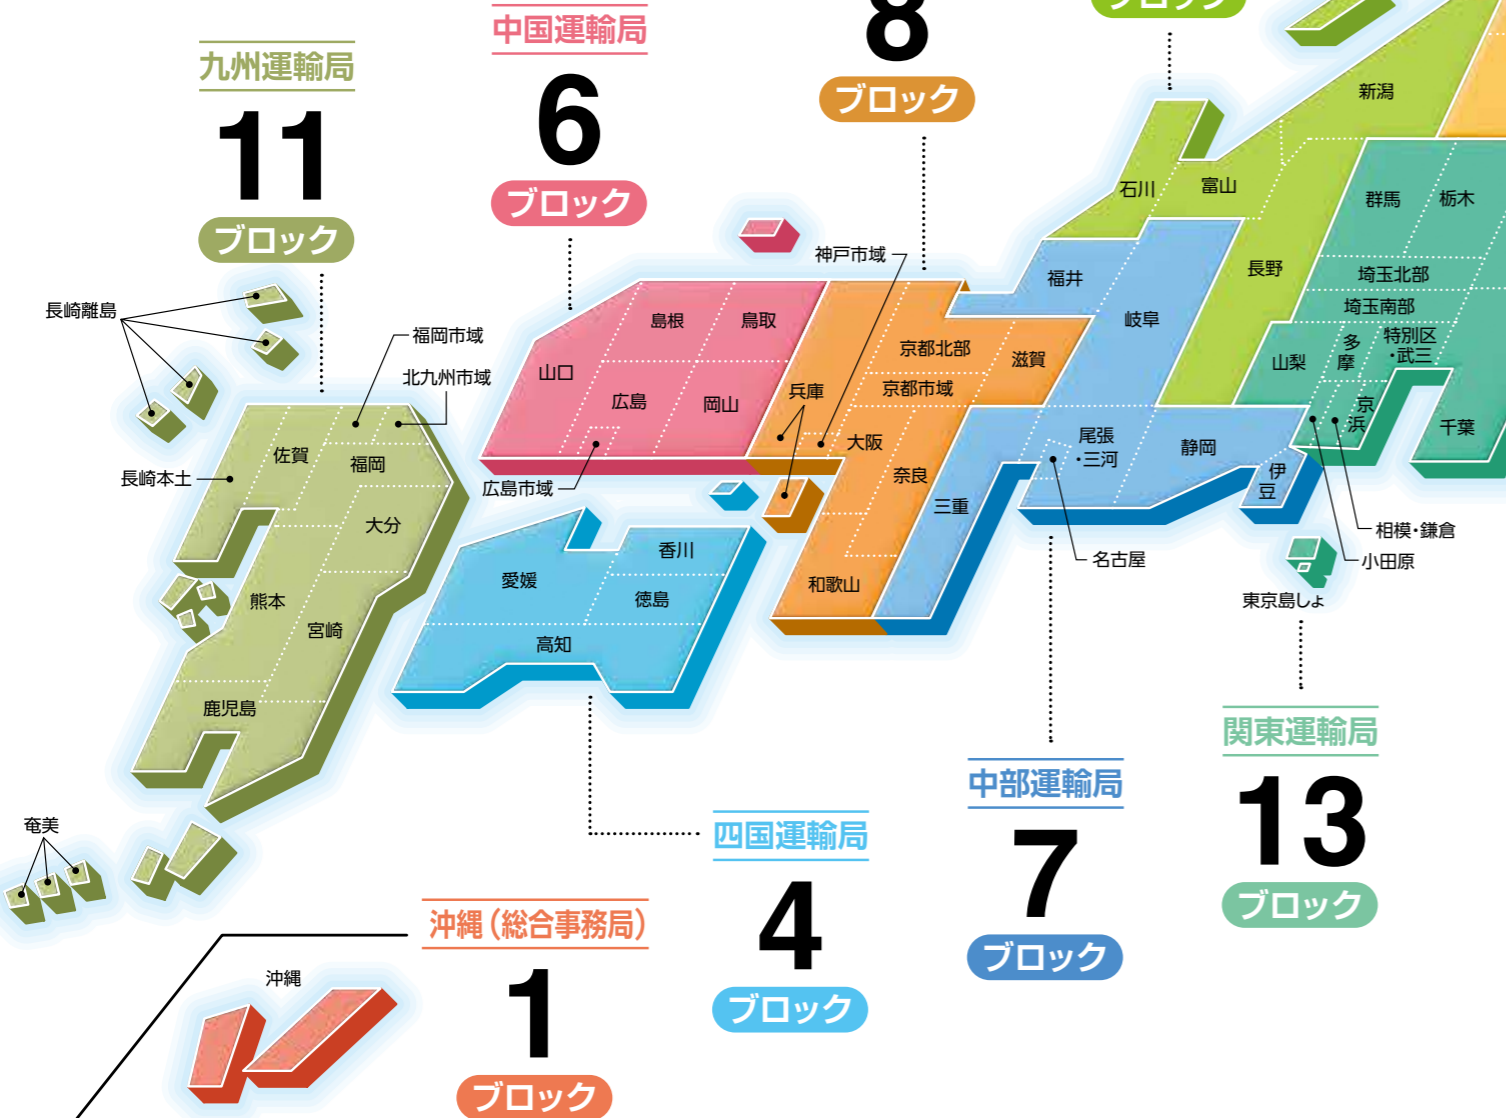 九州運輸局
11
ブロック
中国運輸局
6
ブロック
8
ブロック
ブロック
長崎離島
福岡市域
北九州市域
長崎本土
佐賀
福岡
大分
熊本
宮崎
鹿児島
奄美
島根
鳥取
山口
広島
岡山
広島市域
神戸市域
兵庫
京都北部
京都市域
滋賀
大阪
奈良
和歌山
愛媛
香川
徳島
高知
石川
富山
新潟
長野
福井
岐阜
三重
尾張
・三河
静岡
伊
豆
名古屋
群馬
栃木
埼玉北部
埼玉南部
山梨
多
摩
特別区
・武三
京
浜
千葉
相模・鎌倉
小田原
東京島しょ
関東運輸局
13
ブロック
中部運輸局
7
ブロック
四国運輸局
4
ブロック
沖縄（総合事務局）
1
ブロック
沖縄